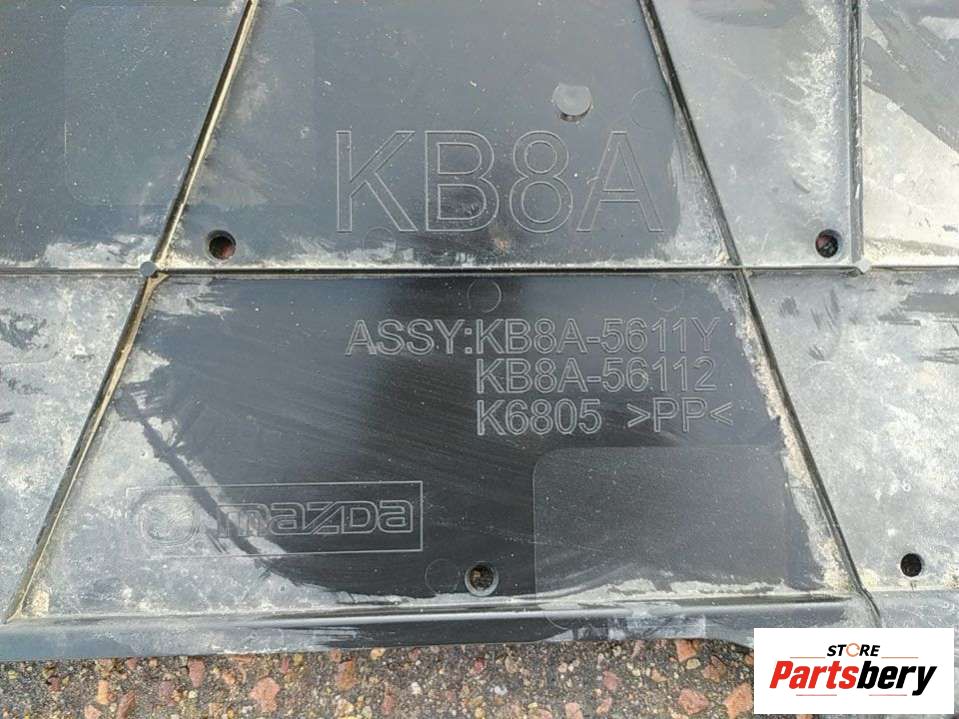 KB8A
ASSY:KB8A-5611Y
KB8A-56112
K6805 >PP<
mazda
STORE
Partsbery